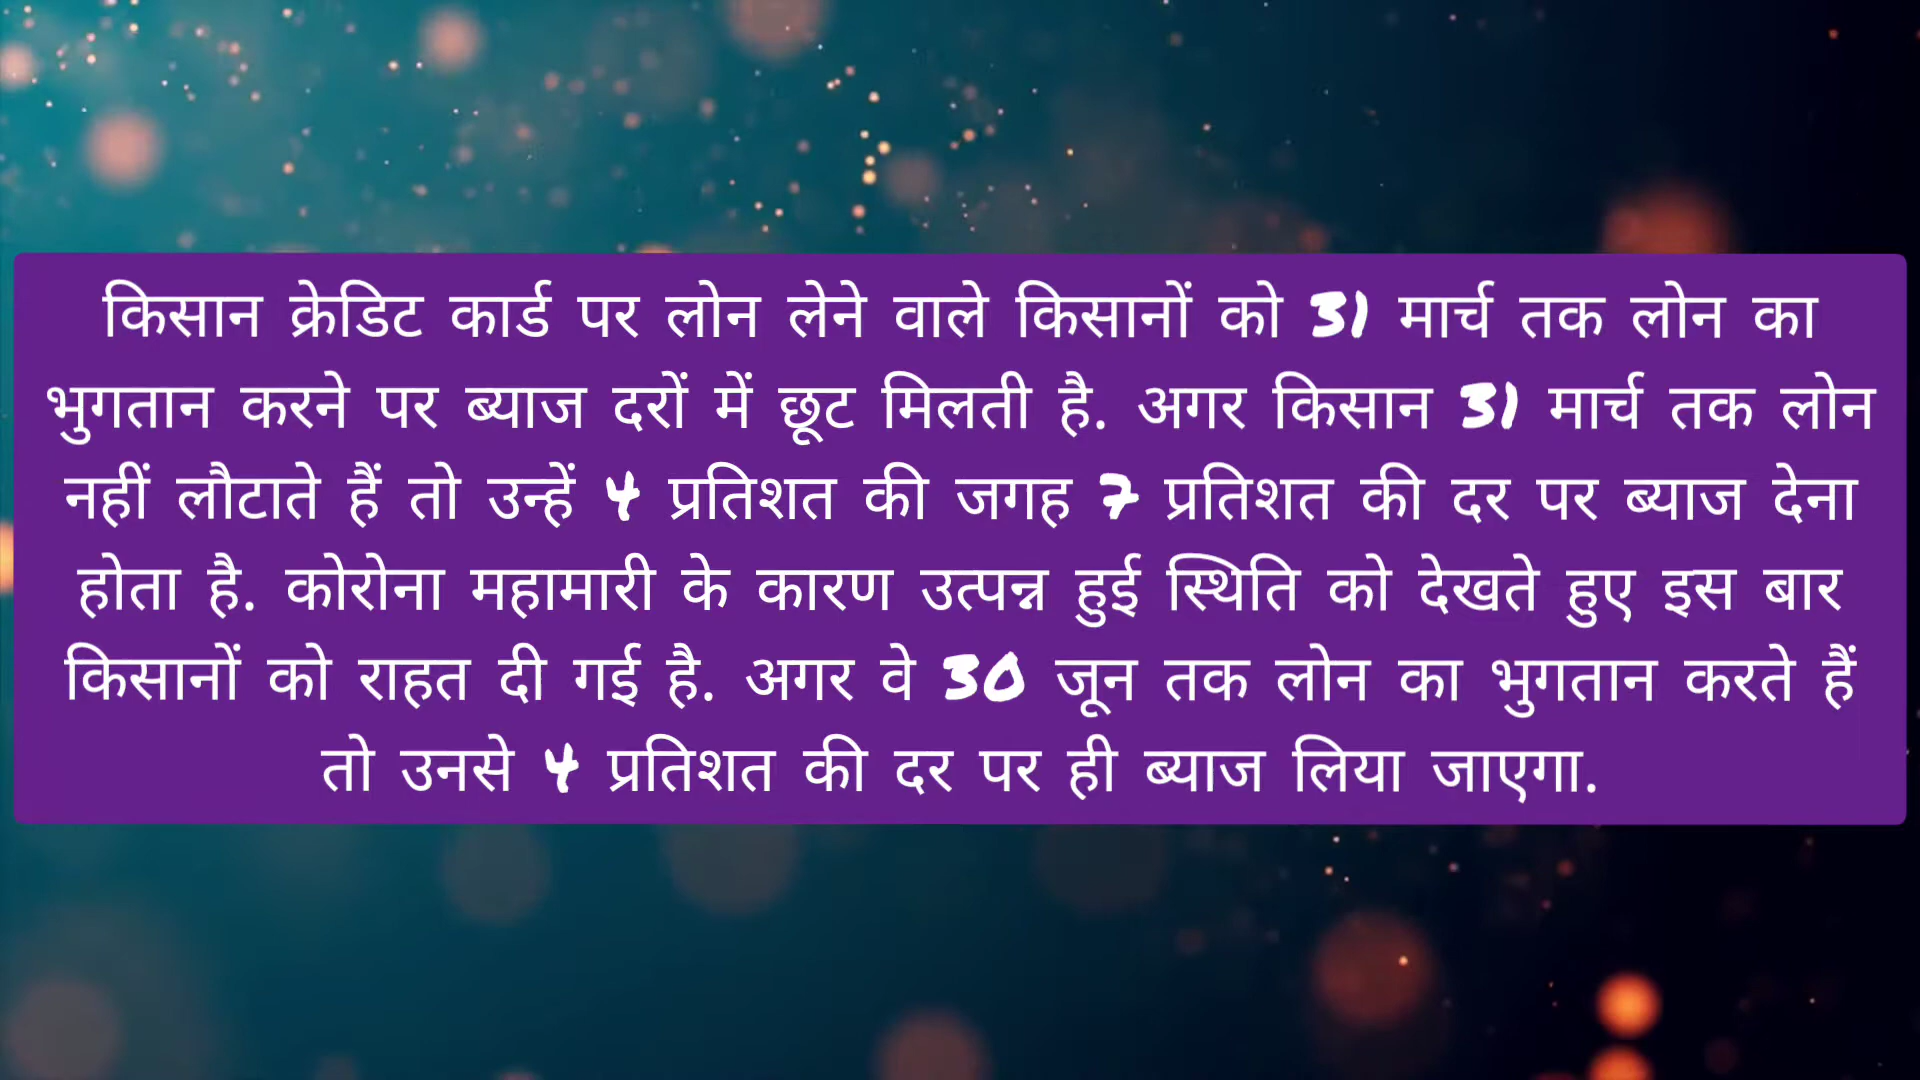 किसान क्रेडिट कार्ड पर लोन लेने वाले किसानों को 31 मार्च तक लोन का
भुगतान करने पर ब्याज दरों में छूट मिलती है. अगर किसान 31 मार्च तक लोन
नहीं लौटाते हैं तो उन्हें 4 प्रतिशत की जगह 7 प्रतिशत की दर पर ब्याज देना
होता है. कोरोना महामारी के कारण उत्पन्न हुई स्थिति को देखते हुए इस बार
किसानों को राहत दी गई है. अगर वे 30 जून तक लोन का भुगतान करते हैं
तो उनसे 4 प्रतिशत की दर पर ही ब्याज लिया जाएगा.